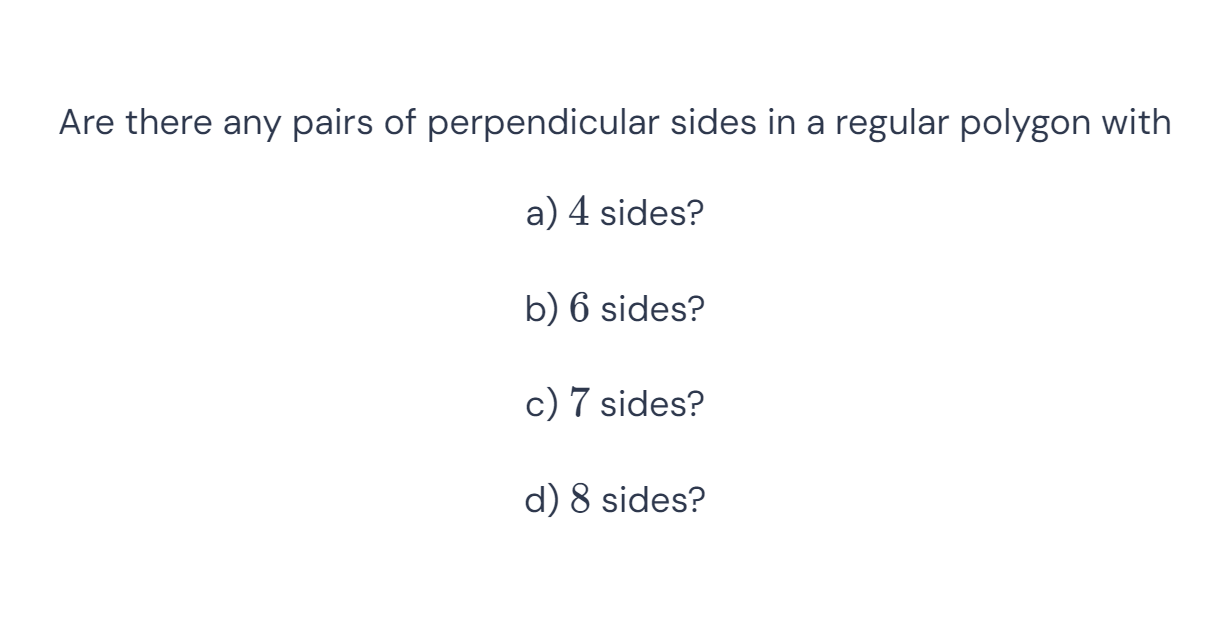 Are there any pairs of perpendicular sides in a regular polygon with
a) 4 sides?
b) 6 sides?
c) 7 sides?
d) 8 sides?